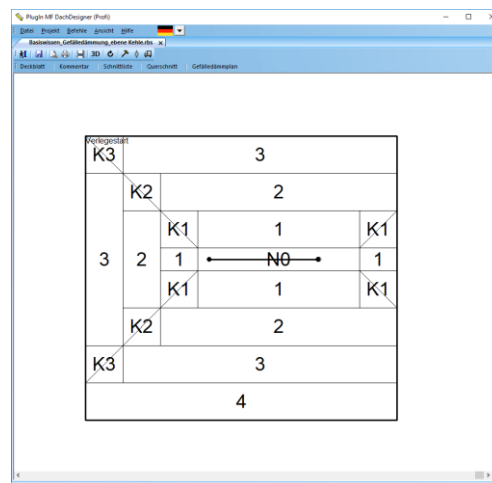 PlugIn MF DachDesigner (Profi)
Datei Projekt Befehle Ansicht Hilfe
Basiswissen_Gefälledämmung_ebene Kehle.rbs x
3D
Deckblatt Kommentar Schnittliste Querschnitt Gefälledämmplan
Verlegestart
K3 3
K2 2
K1 1 K1
3 2 1 N0 1
K1 1 K1
K2 2
K3 3
4